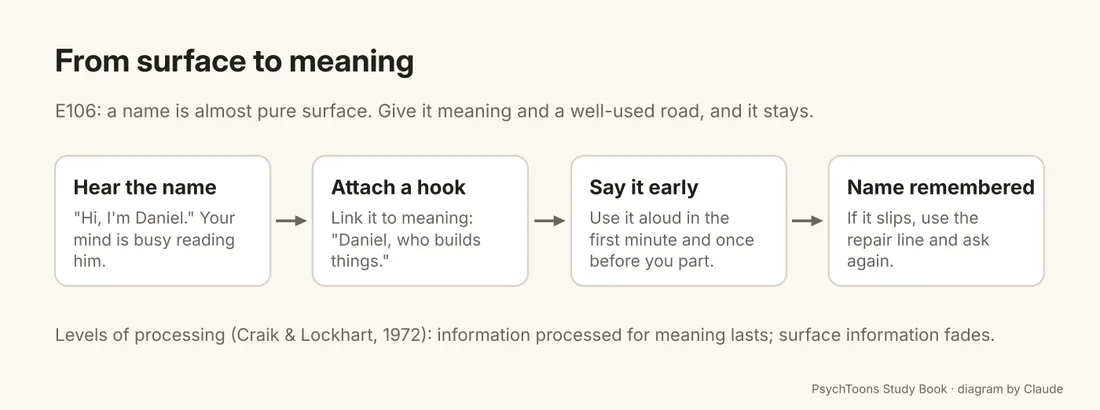 From surface to meaning
E106: a name is almost pure surface. Give it meaning and a well-used road, and it stays.
Hear the name
"Hi, I'm Daniel." Your
mind is busy reading
him.
Attach a hook
Link it to meaning:
"Daniel, who builds
things."
Say it early
Use it aloud in the
first minute and once
before you part.
Name remembered
If it slips, use the
repair line and ask
again.
Levels of processing (Craik & Lockhart, 1972): information processed for meaning lasts; surface information fades.
PsychToons Study Book · diagram by Claude